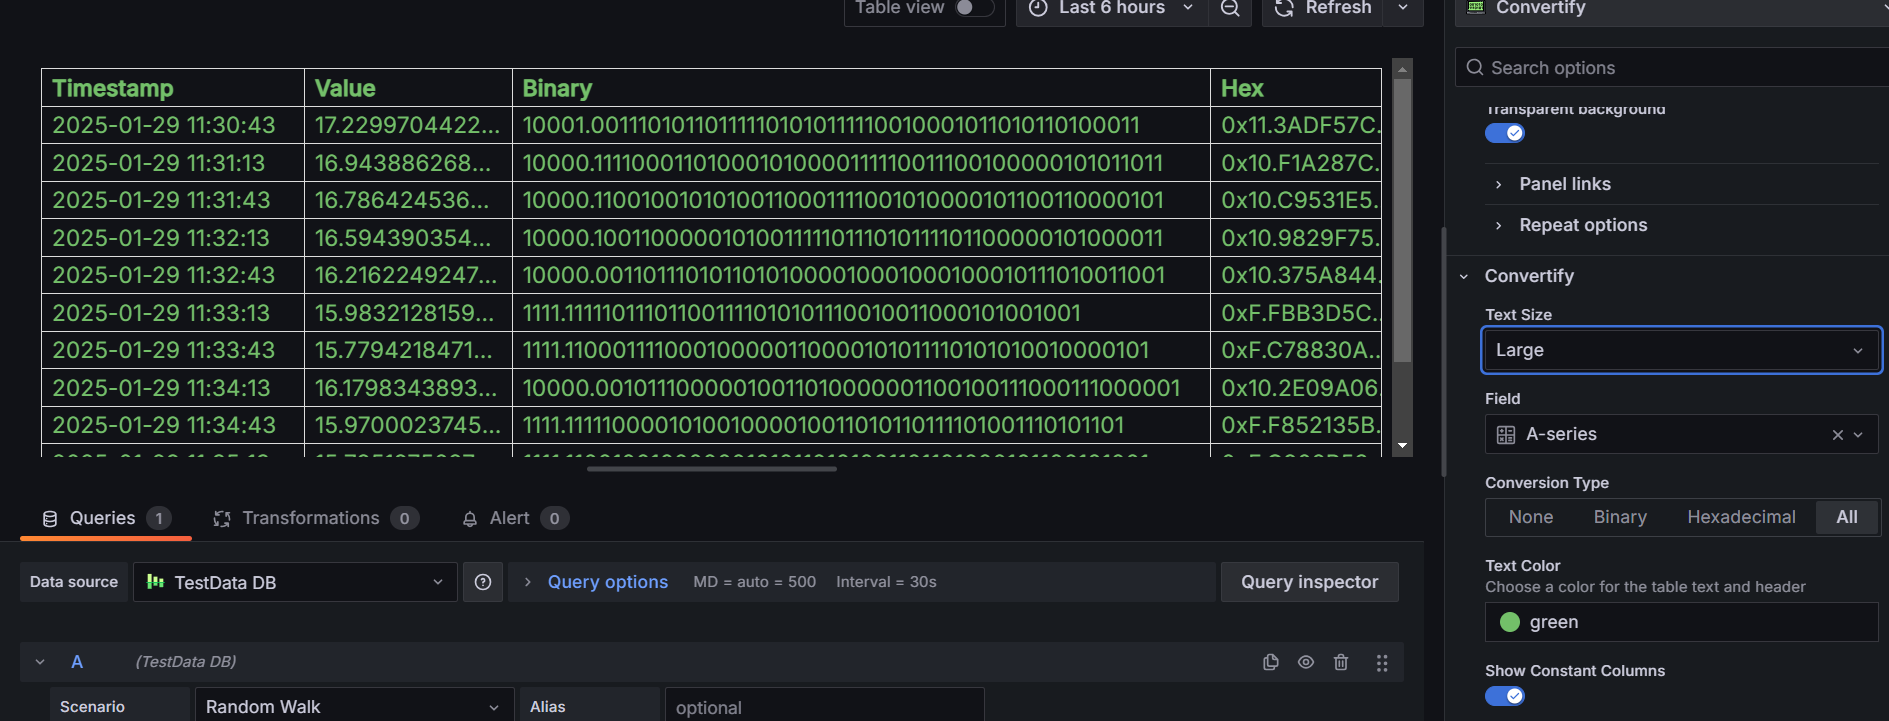 Table view
Last 6 hours
Refresh
Convertify
Search options
Transparent background
Panel links
Repeat options
Convertify
Text Size
Large
Field
A-series
Conversion Type
None Binary Hexadecimal All
Text Color
Choose a color for the table text and header
green
Show Constant Columns
Timestamp Value Binary Hex
2025-01-29 11:30:43 17.2299704422... 10001.001110101101111101010111110010001011010110100011 0x11.3ADF57C.
2025-01-29 11:31:13 16.943886268... 10000.11110001101000101000011111001110010000010101011 0x10.F1A287C.
2025-01-29 11:31:43 16.786424536... 10000.11001001010100110001111001010000101100110000101 0x10.C9531E5.
2025-01-29 11:32:13 16.594390354... 10000.10011000001010011111011101011110110000010100011 0x10.9829F75.
2025-01-29 11:32:43 16.2162249247... 10000.00110111010110101000010001000100010111010011001 0x10.375A844.
2025-01-29 11:33:13 15.9832128159... 1111.111110111011001111010101110010011000101001001 0xF.FBB3D5C..
2025-01-29 11:33:43 15.7794218471... 1111.11000111100010000011000010101111010101010010000101 0xF.C78830A..
2025-01-29 11:34:13 16.1798343893... 10000.001011100000100110100000011001001110001110000​01 0x10.2E09A06.
2025-01-29 11:34:43 15.9700023745... 1111.11111000010100100001001101011011110100111010​1101 0xF.F852135B.
Queries 1 Transformations 0 Alert 0
Data source TestData DB Query options MD = auto = 500 Interval = 30s Query inspector
A (TestData DB)
Scenario Random Walk Alias optional